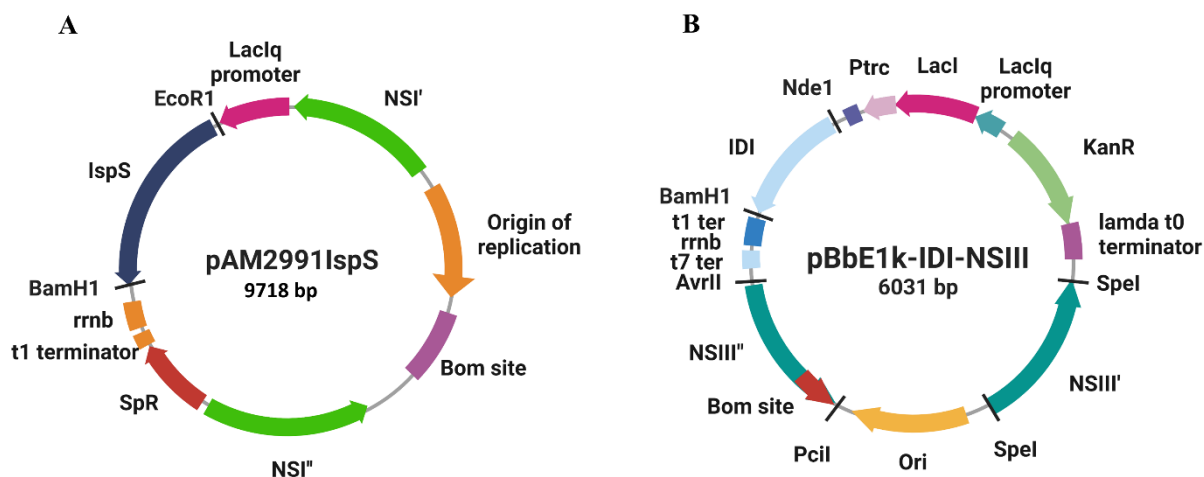 A
LacIq
promoter
EcoR1
NSI'
IspS
Origin of
replication
pAM2991IspS
9718 bp
BamH1
rrnb
t1 terminator
Bom site
SpR
NSI"
B
Ptrc
LacI
LacIq
promoter
Nde1
IDI
KanR
BamH1
t1 ter
rrnb
t7 ter
AvrII
lamda t0
terminator
pBbE1k-IDI-NSIII
6031 bp
SpeI
NSIII"
NSIII'
Bom site
PciI
Ori
SpeI